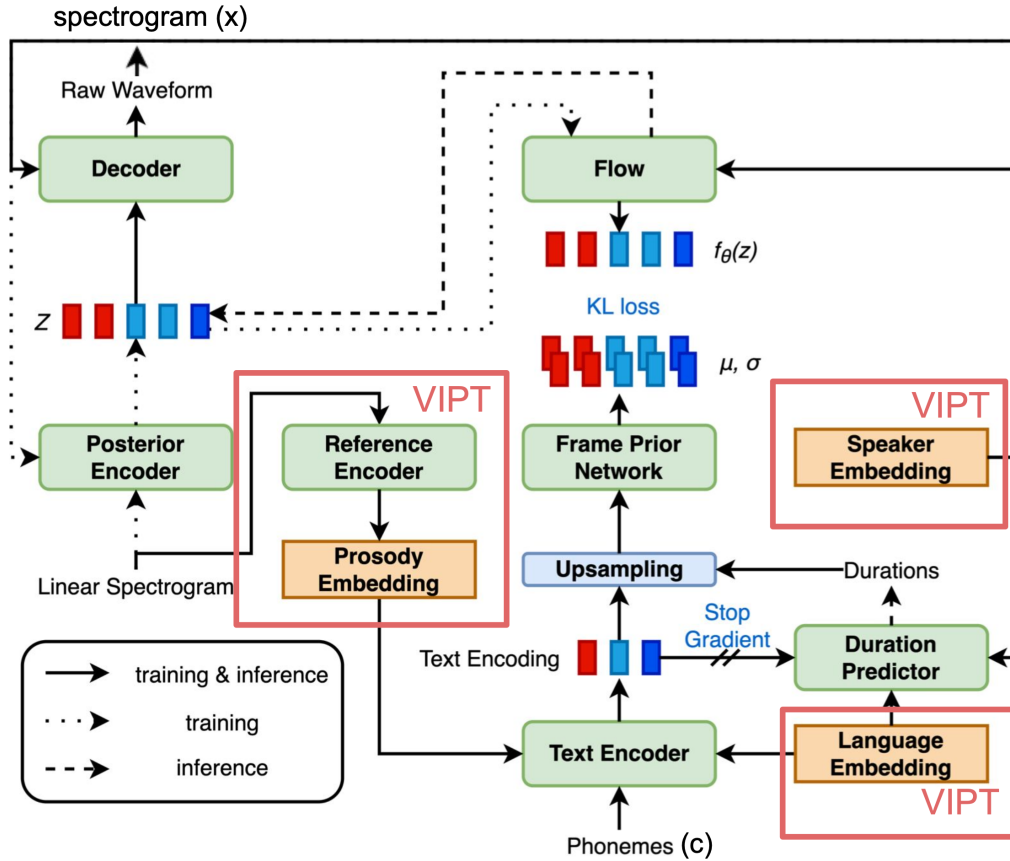 spectrogram (x)
Raw Waveform
Decoder
Flow
fθ(z)
Z
KL loss
μ, σ
VIPT
VIPT
Posterior
Encoder
Reference
Encoder
Frame Prior
Network
Speaker
Embedding
Linear Spectrogram
Prosody
Embedding
Upsampling
Durations
Stop
Gradient
Text Encoding
Duration
Predictor
training & inference
training
inference
Text Encoder
Language
Embedding
VIPT
Phonemes (c)